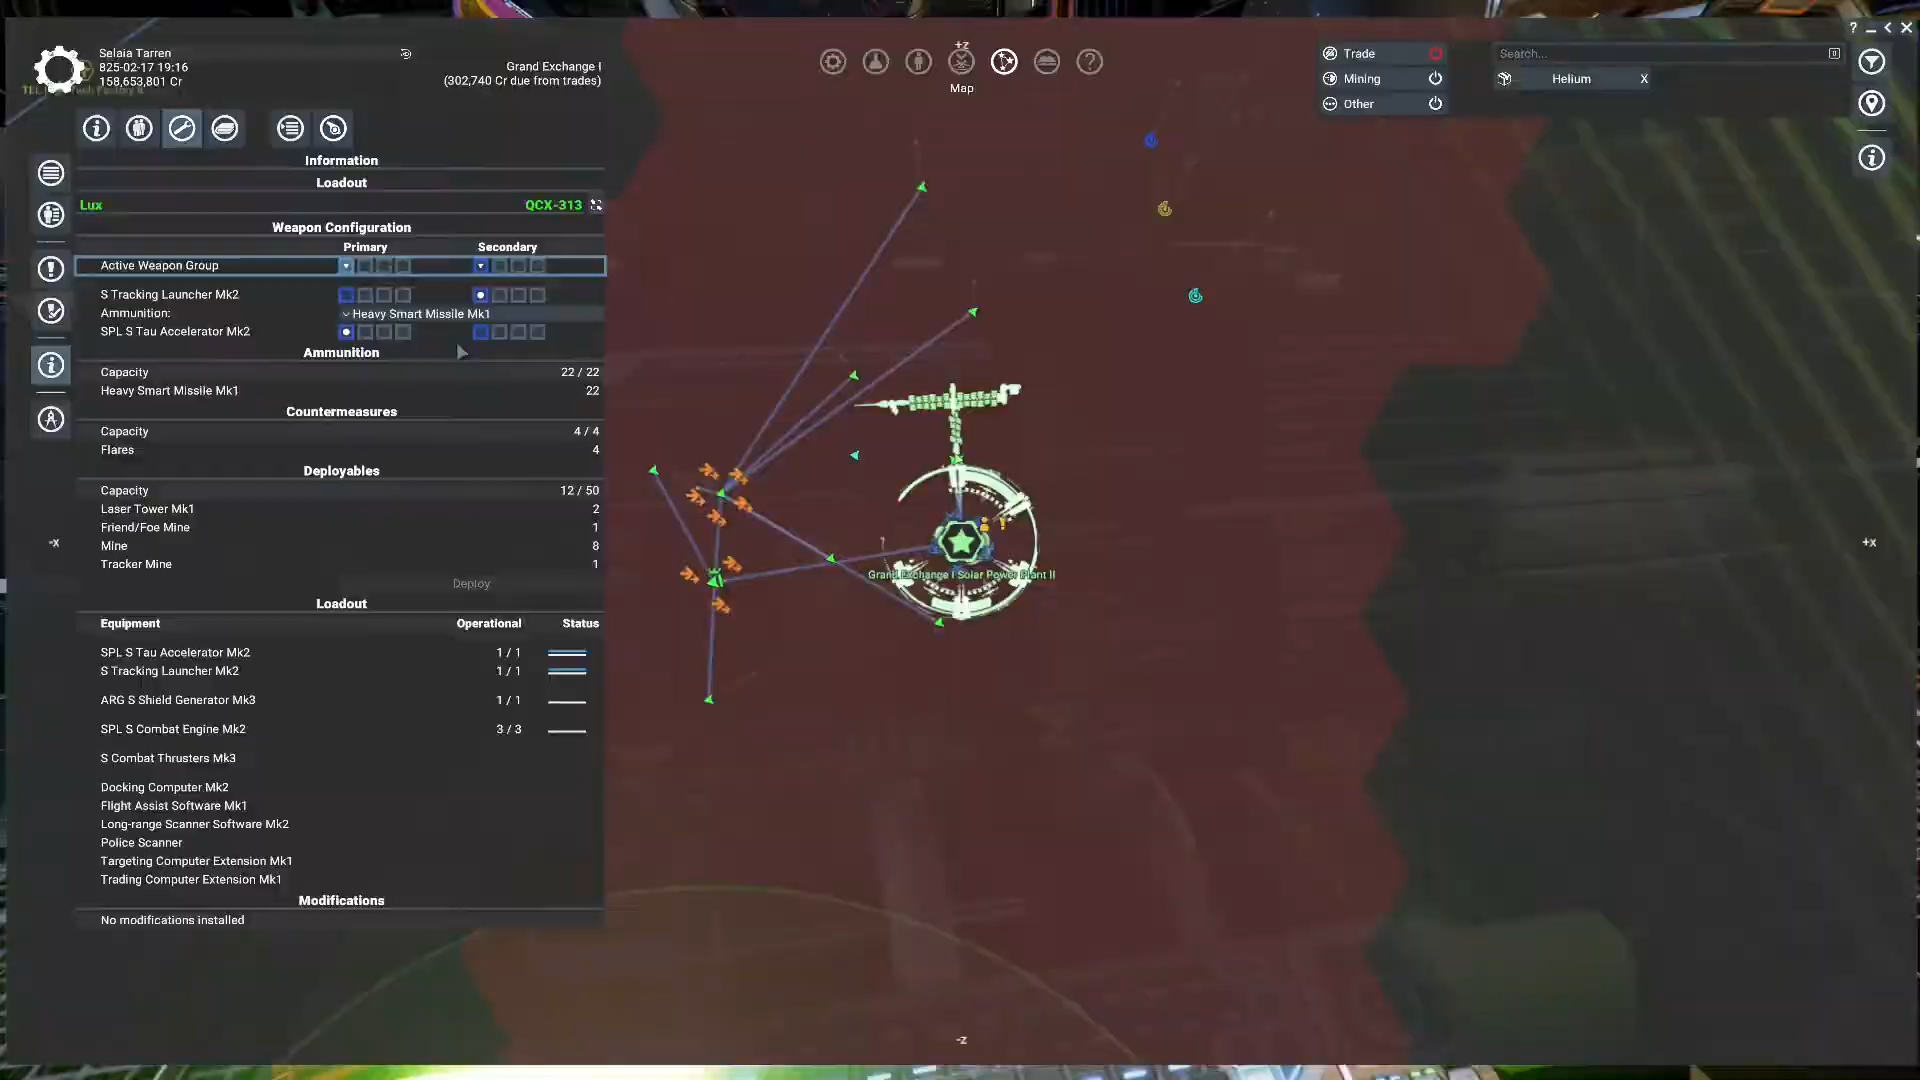 Selaia Tarren
825-02-17 19:16
158,653,801 Cr
Grand Exchange I
(302,740 Cr due from trades)
+z
Map
Trade
Mining
Other
Search...
Helium
X
Information
Loadout
Lux
QCX-313
Weapon Configuration
Primary
Secondary
Active Weapon Group
S Tracking Launcher Mk2
Ammunition:
Heavy Smart Missile Mk1
SPL S Tau Accelerator Mk2
Ammunition
Capacity
22 / 22
Heavy Smart Missile Mk1
22
Countermeasures
Capacity
4 / 4
Flares
4
Deployables
Capacity
12 / 50
Laser Tower Mk1
2
Friend/Foe Mine
1
Mine
8
Tracker Mine
1
Deploy
Loadout
Equipment
Operational
Status
SPL S Tau Accelerator Mk2
1 / 1
S Tracking Launcher Mk2
1 / 1
ARG S Shield Generator Mk3
1 / 1
SPL S Combat Engine Mk2
3 / 3
S Combat Thrusters Mk3
Docking Computer Mk2
Flight Assist Software Mk1
Long-range Scanner Software Mk2
Police Scanner
Targeting Computer Extension Mk1
Trading Computer Extension Mk1
Modifications
No modifications installed
-x
Grand Exchange I Solar Power Plant II
+x
-z